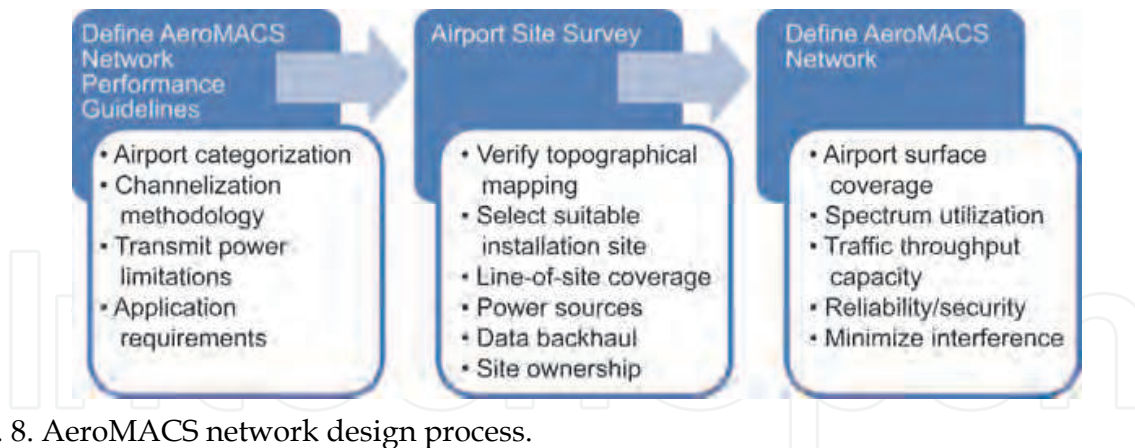 Define AeroMACS
Network
Performance
Guidelines
• Airport categorization
• Channelization
methodology
• Transmit power
limitations
• Application
requirements
Airport Site Survey
• Verify topographical
mapping
• Select suitable
installation site
• Line-of-site coverage
• Power sources
• Data backhaul
• Site ownership
Define AeroMACS
Network
• Airport surface
coverage
• Spectrum utilization
• Traffic throughput
capacity
• Reliability/security
• Minimize interference
. 8. AeroMACS network design process.